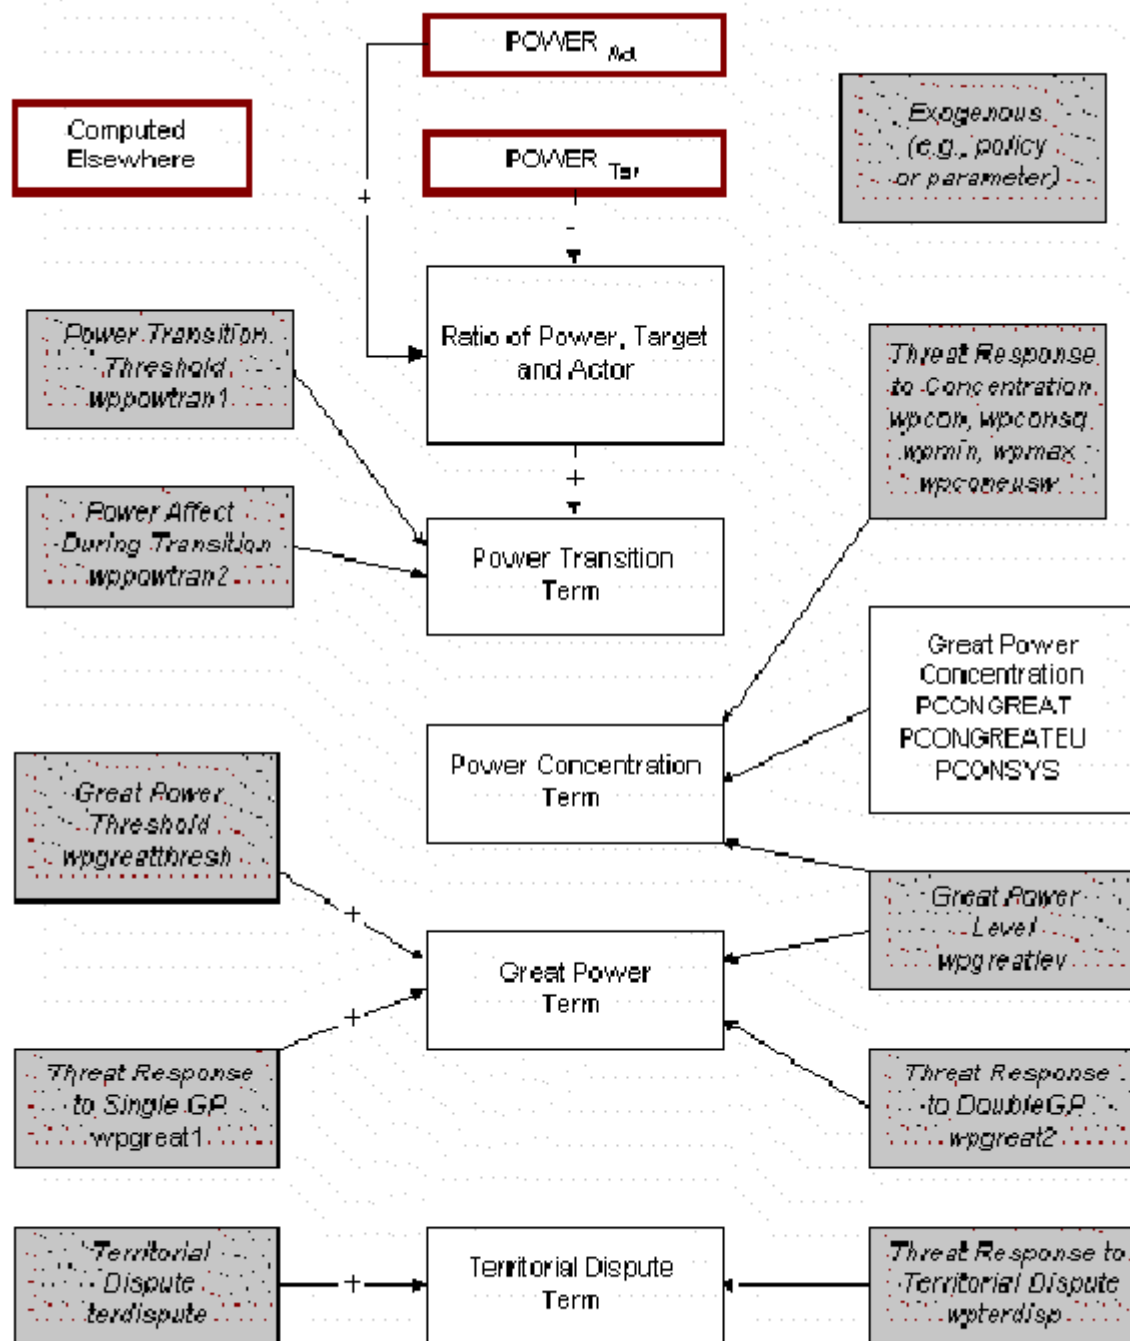 POWER Act
Computed
Elsewhere
POWER Tar
Exogenous
(e.g., policy
or parameter)
+
-
Ratio of Power, Target
and Actor
Power Transition
Threshold
wppowtran1
Threat Response
to Concentration
wpcon, wpconsq
wpmin, wpmax
wpconeusw
+
Power Affect
During Transition
wppowtran2
Power Transition
Term
Great Power
Concentration
PCONGREAT
PCONGREATEU
PCONSYS
Power Concentration
Term
Great Power
Threshold
wpgreatthresh
+
Great Power
Level
wpgreatlev
Great Power
Term
+
Threat Response
to Single GP
wpgreat1
Threat Response
to DoubleGP
wpgreat2
Territorial
Dispute
terdispute
+
Territorial Dispute
Term
Threat Response to
Territorial Dispute
wpterdisp